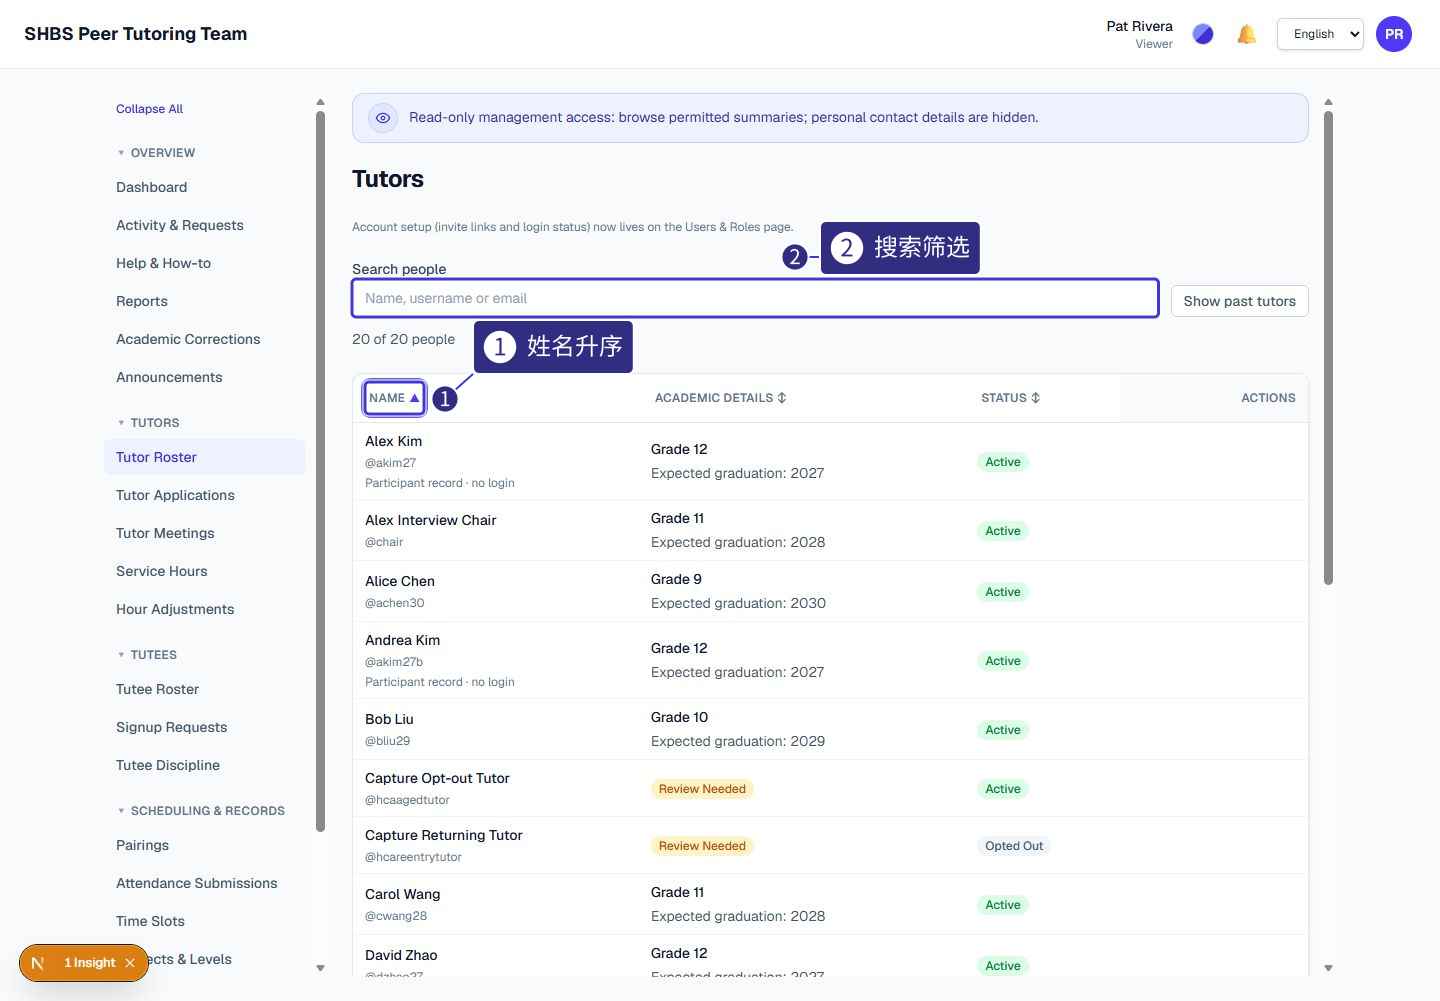 SHBS Peer Tutoring Team
Pat Rivera
Viewer
English
PR
Collapse All
OVERVIEW
Dashboard
Activity & Requests
Help & How-to
Reports
Academic Corrections
Announcements
TUTORS
Tutor Roster
Tutor Applications
Tutor Meetings
Service Hours
Hour Adjustments
TUTEES
Tutee Roster
Signup Requests
Tutee Discipline
SCHEDULING & RECORDS
Pairings
Attendance Submissions
Time Slots
ects & Levels
N 1 Insight ×
Read-only management access: browse permitted summaries; personal contact details are hidden.
Tutors
Account setup (invite links and login status) now lives on the Users & Roles page.
2
2 搜索筛选
Search people
Name, username or email
Show past tutors
20 of 20 people
1 姓名升序
1
NAME ▲ ACADEMIC DETAILS STATUS ACTIONS
Alex Kim
@akim27
Participant record · no login
Grade 12
Expected graduation: 2027
Active
Alex Interview Chair
@chair
Grade 11
Expected graduation: 2028
Active
Alice Chen
@achen30
Grade 9
Expected graduation: 2030
Active
Andrea Kim
@akim27b
Participant record · no login
Grade 12
Expected graduation: 2027
Active
Bob Liu
@bliu29
Grade 10
Expected graduation: 2029
Active
Capture Opt-out Tutor
@hcaagedtutor
Review Needed
Active
Capture Returning Tutor
@hcareentrytutor
Review Needed
Opted Out
Carol Wang
@cwang28
Grade 11
Expected graduation: 2028
Active
David Zhao
@dzhao27
Grade 12
Expected graduation: 2027
Active